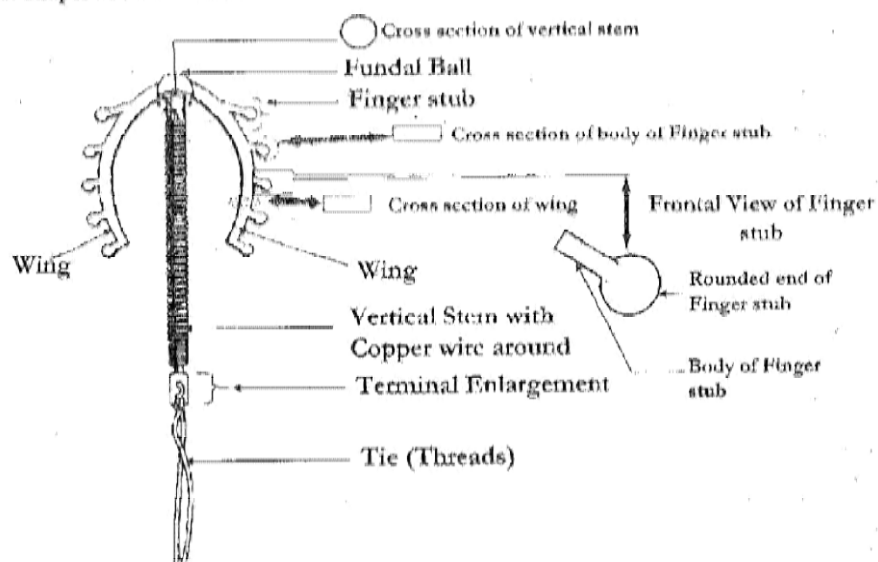 Cross section of vertical stem
Fundal Ball
Finger stub
Cross section of body of Finger stub
Cross section of wing
Frontal View of Finger
stub
Wing
Wing
Rounded end of
Finger stub
Vertical Stem with
Copper wire around
Body of Finger
stub
Terminal Enlargement
Tie (Threads)